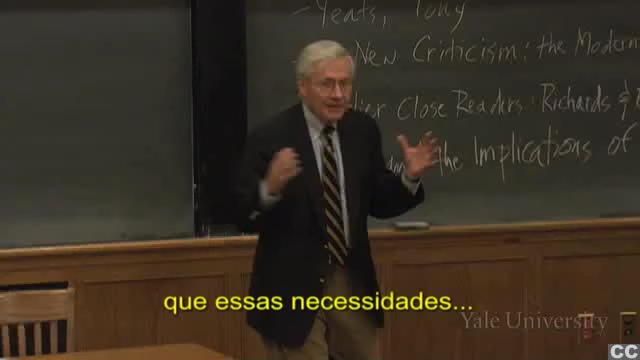 - Yeats, Tony
New Criticism: the Modern
Close Readers: Richards &
the Implications of
que essas necessidades...
Yale University
CC